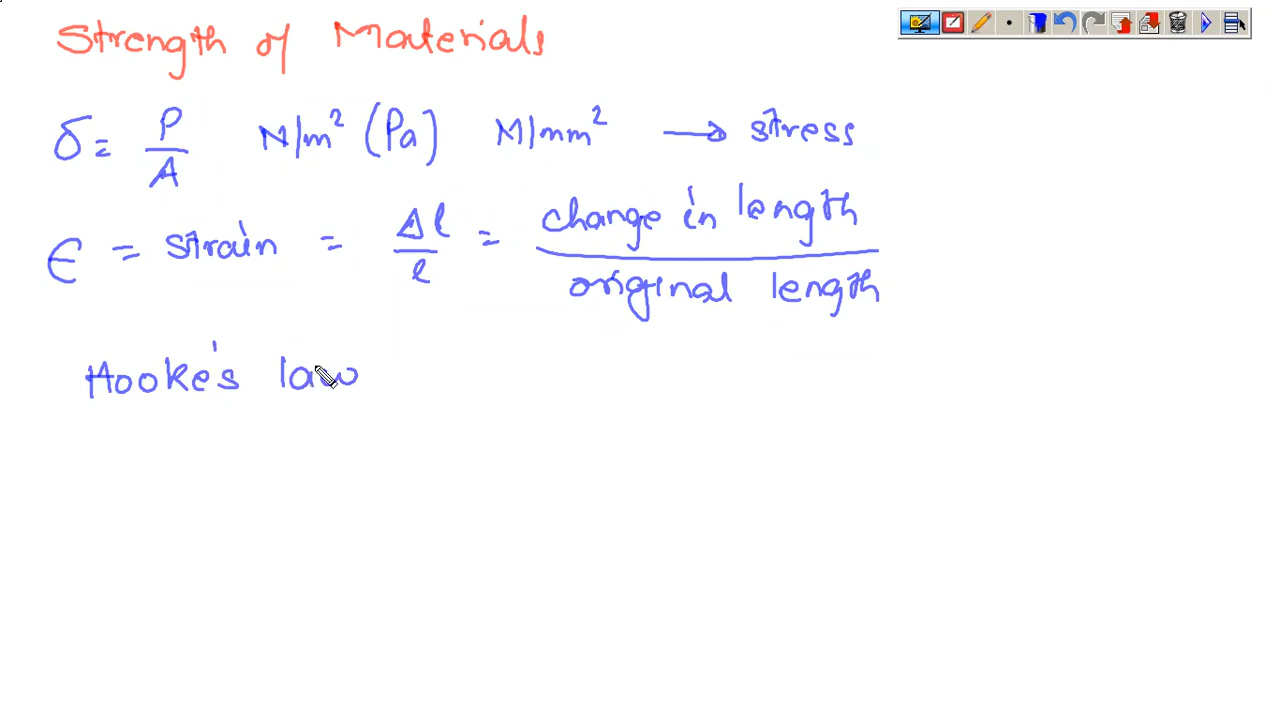 Strength of Materials
σ = P/A N/m² (Pa) N/mm² → stress
ϵ = strain = Δl/l = change in length / original length
Hooke's law